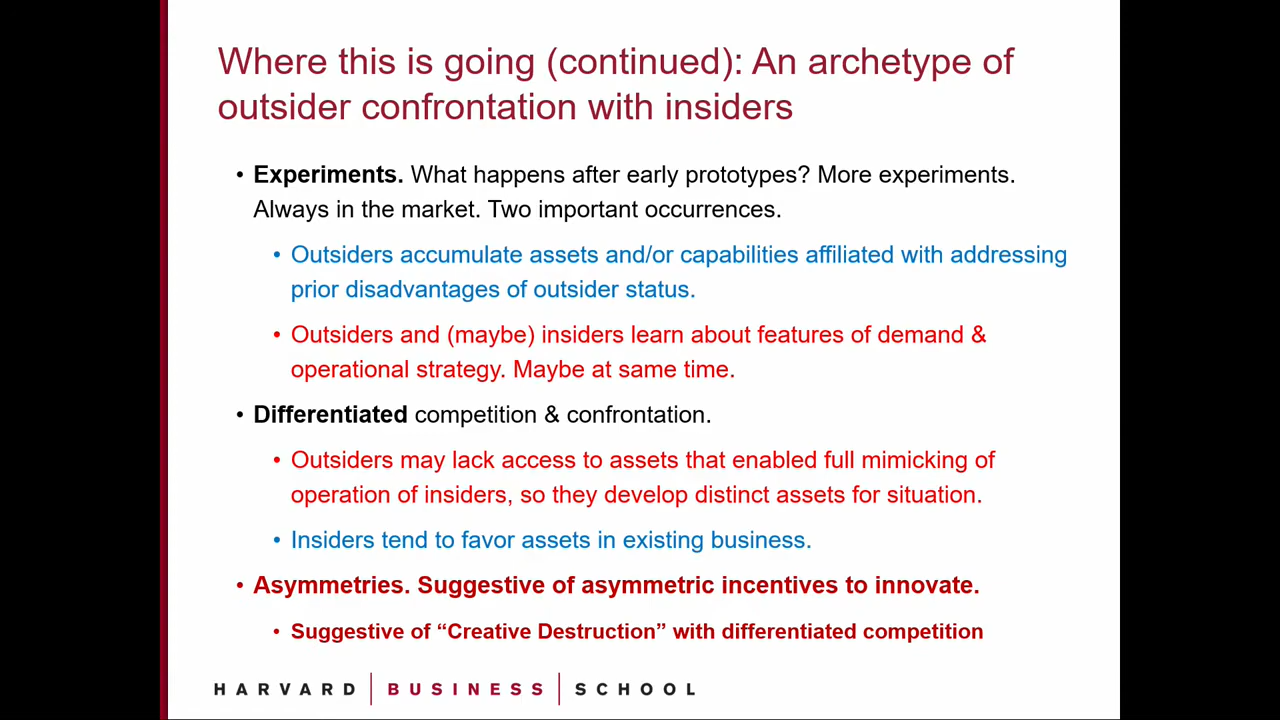 Where this is going (continued): An archetype of
outsider confrontation with insiders
• Experiments. What happens after early prototypes? More experiments.
Always in the market. Two important occurrences.
• Outsiders accumulate assets and/or capabilities affiliated with addressing
prior disadvantages of outsider status.
• Outsiders and (maybe) insiders learn about features of demand &
operational strategy. Maybe at same time.
• Differentiated competition & confrontation.
• Outsiders may lack access to assets that enabled full mimicking of
operation of insiders, so they develop distinct assets for situation.
• Insiders tend to favor assets in existing business.
• Asymmetries. Suggestive of asymmetric incentives to innovate.
• Suggestive of “Creative Destruction” with differentiated competition
HARVARD | BUSINESS | SCHOOL